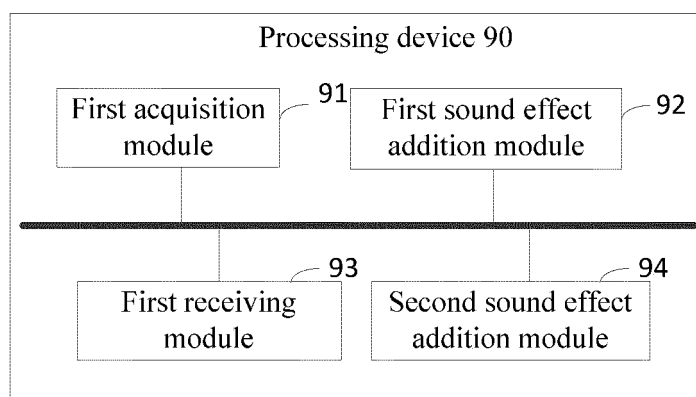 Processing device 90
First acquisition
module
91
First sound effect
addition module
92
First receiving
module
93
Second sound effect
addition module
94